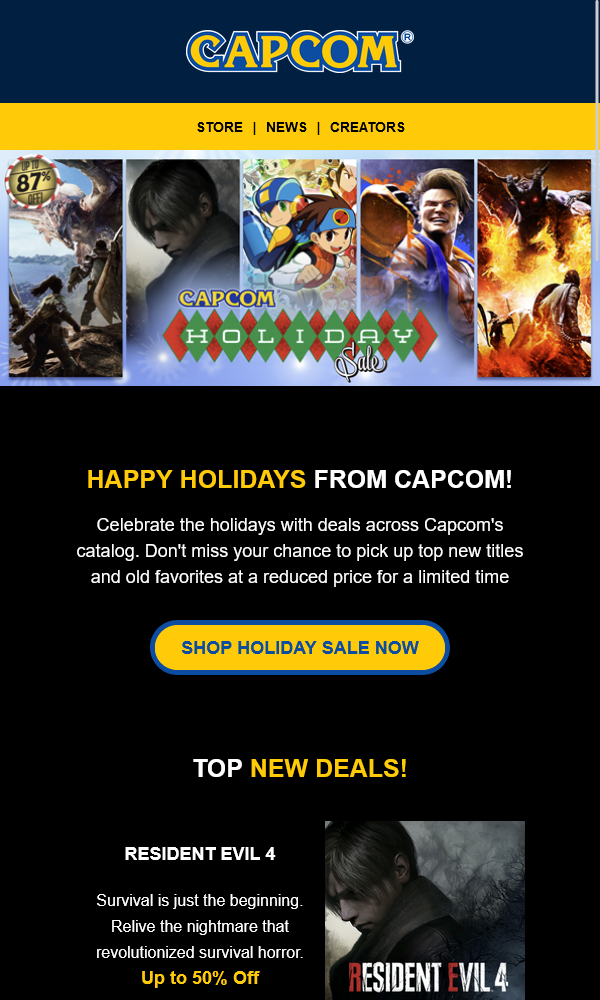 CAPCOM®
STORE | NEWS | CREATORS
UP TO
87%
OFF!
CAPCOM
HOLIDAY
Sale
HAPPY HOLIDAYS FROM CAPCOM!
Celebrate the holidays with deals across Capcom's
catalog. Don't miss your chance to pick up top new titles
and old favorites at a reduced price for a limited time
SHOP HOLIDAY SALE NOW
TOP NEW DEALS!
RESIDENT EVIL 4
Survival is just the beginning.
Relive the nightmare that
revolutionized survival horror.
Up to 50% Off
RESIDENT EVIL 4